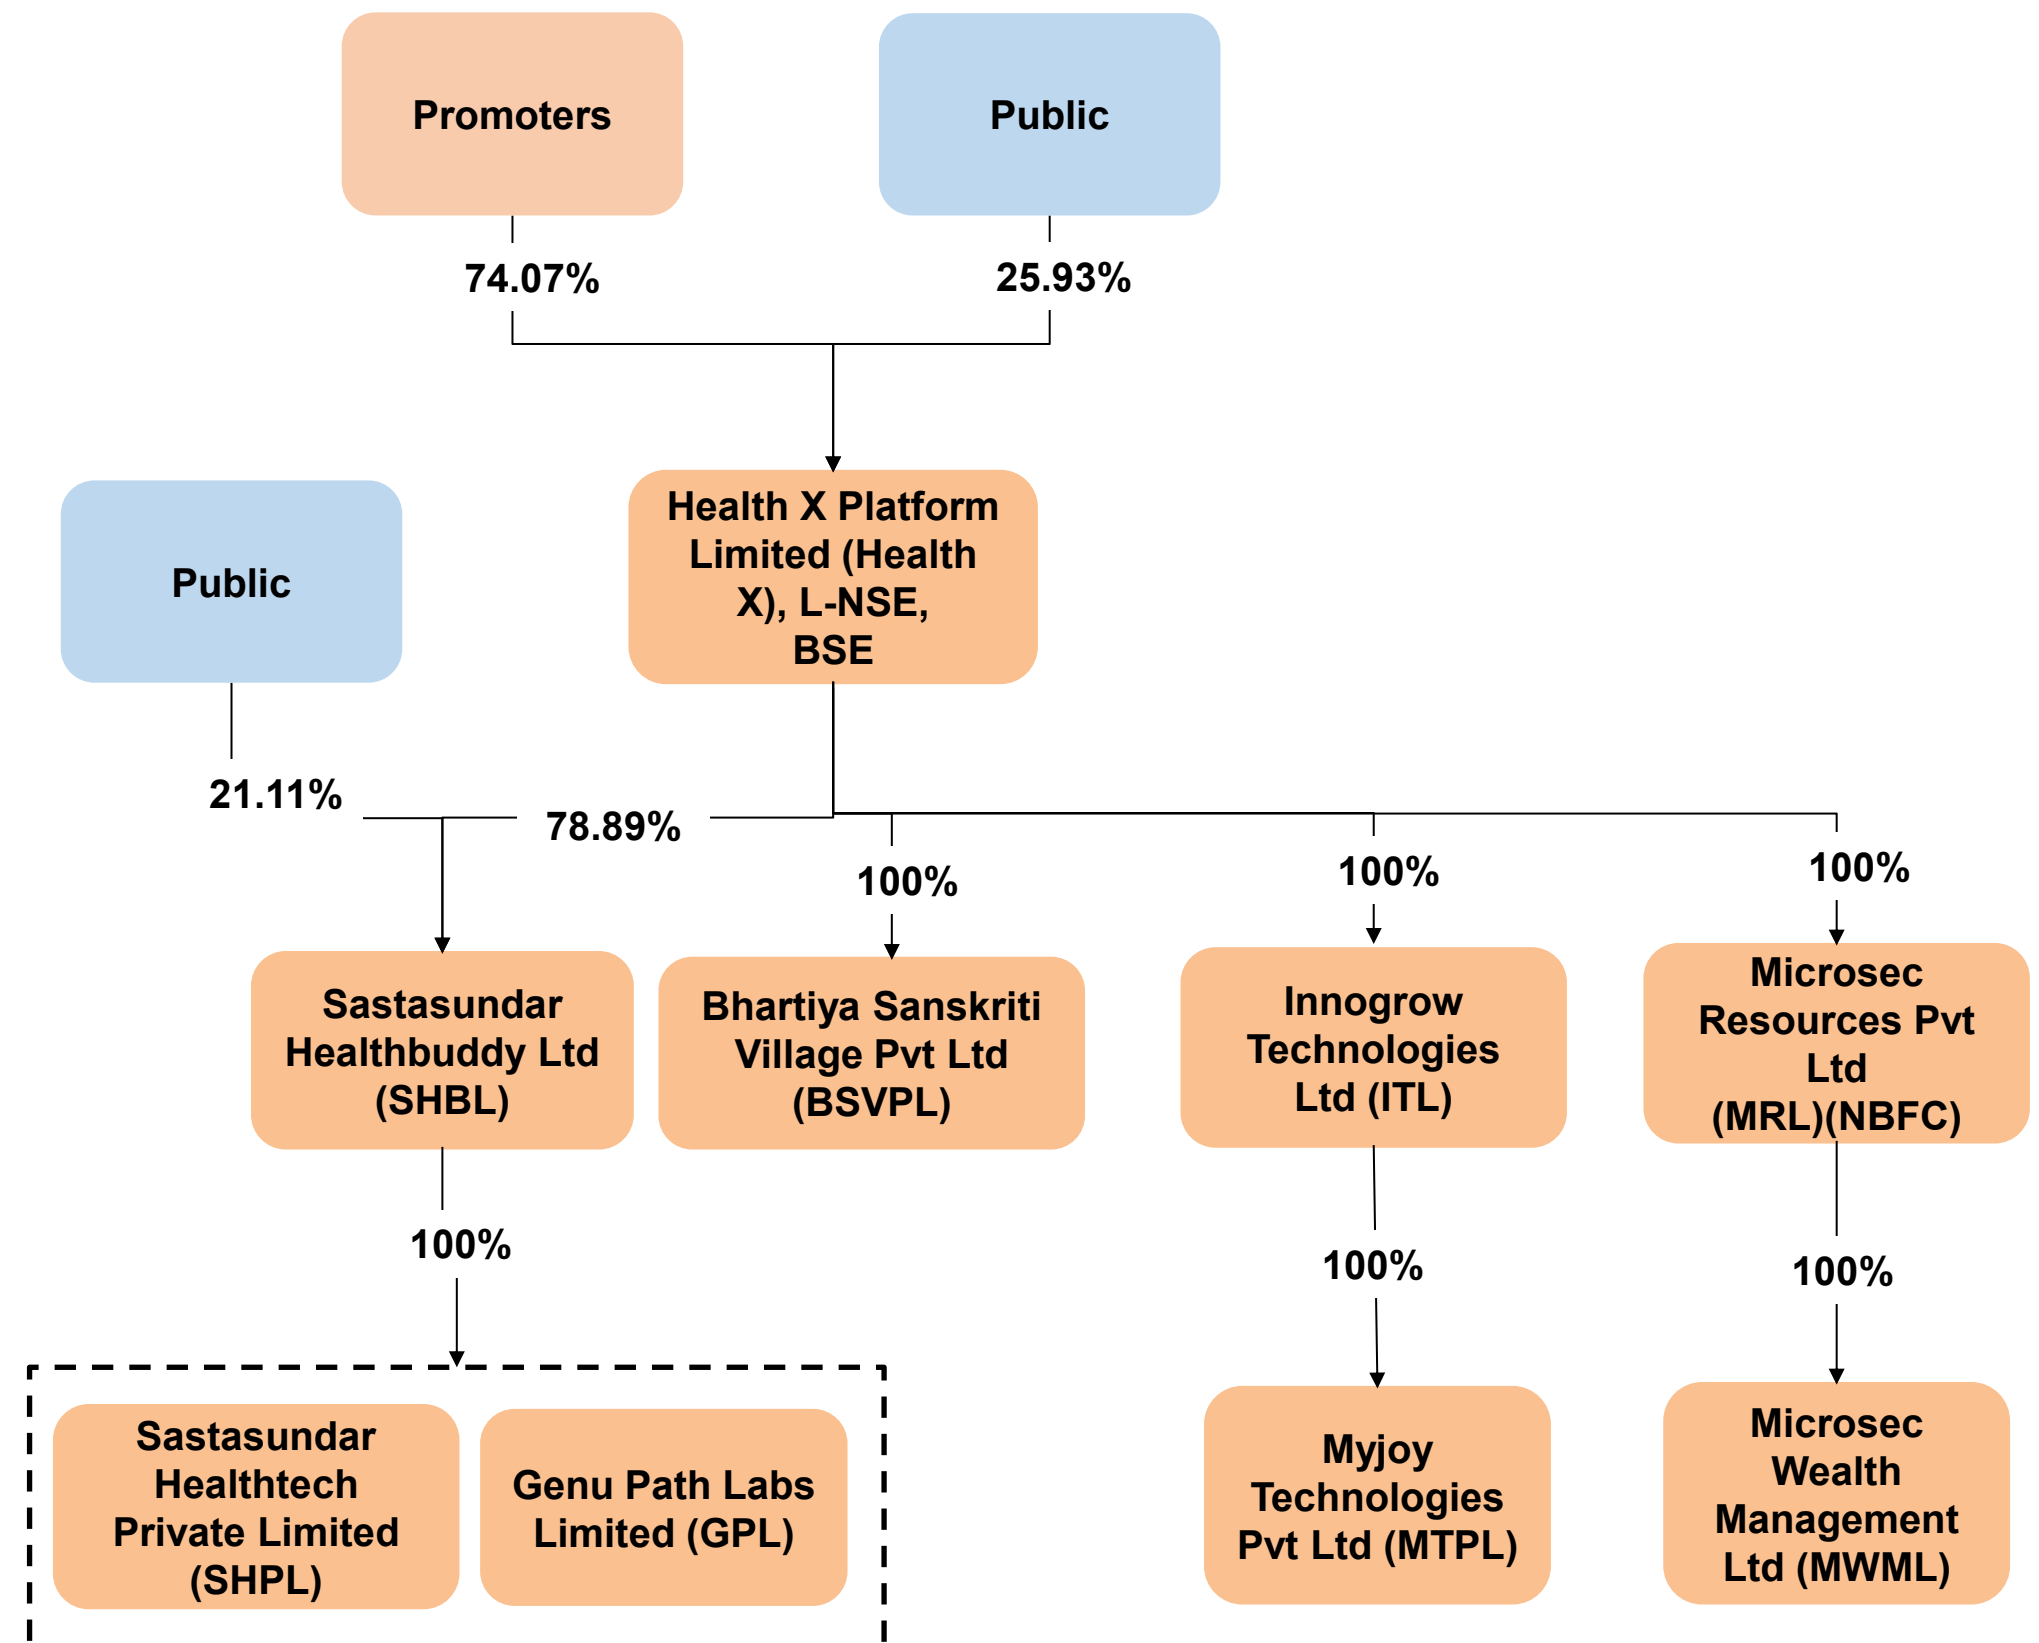 Promoters
Public
74.07%
25.93%
Health X Platform
Limited (Health
X), L-NSE,
BSE
Public
21.11%
78.89%
100%
100%
100%
Sastasundar
Healthbuddy Ltd
(SHBL)
Bhartiya Sanskriti
Village Pvt Ltd
(BSVPL)
Innogrow
Technologies
Ltd (ITL)
Microsec
Resources Pvt
Ltd
(MRL)(NBFC)
100%
100%
100%
Sastasundar
Healthtech
Private Limited
(SHPL)
Genu Path Labs
Limited (GPL)
Myjoy
Technologies
Pvt Ltd (MTPL)
Microsec
Wealth
Management
Ltd (MWML)